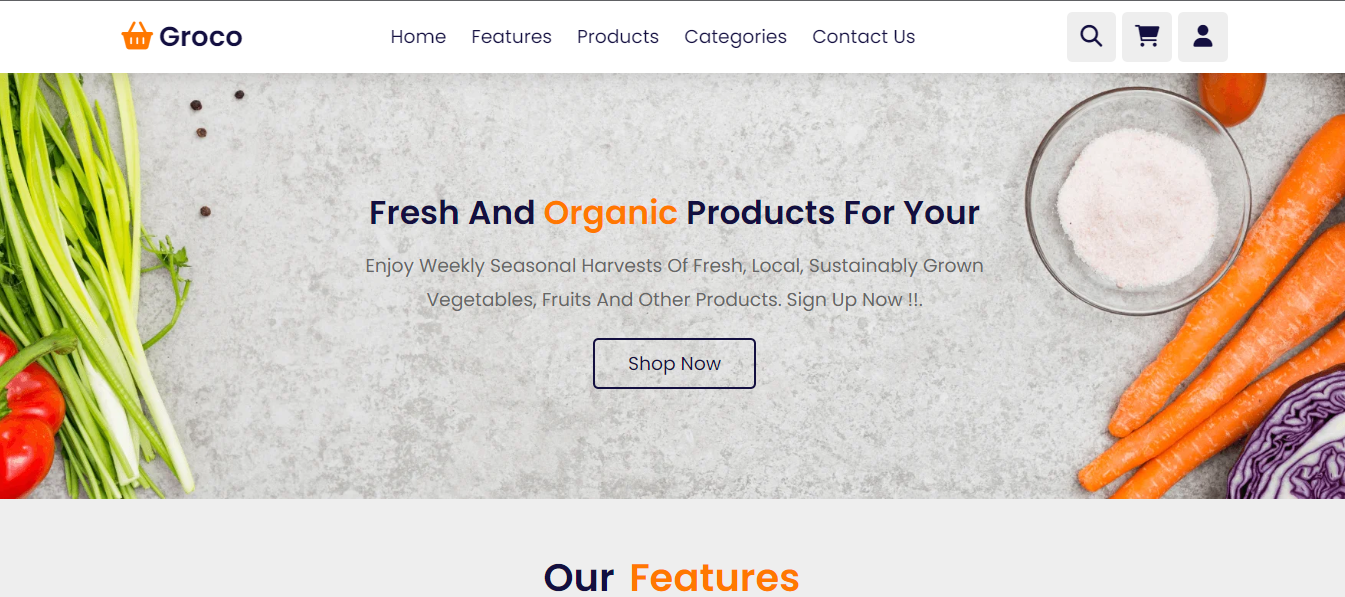 Groco
Home Features Products Categories Contact Us
Fresh And Organic Products For Your
Enjoy Weekly Seasonal Harvests Of Fresh, Local, Sustainably Grown
Vegetables, Fruits And Other Products. Sign Up Now !!.
Shop Now
Our Features